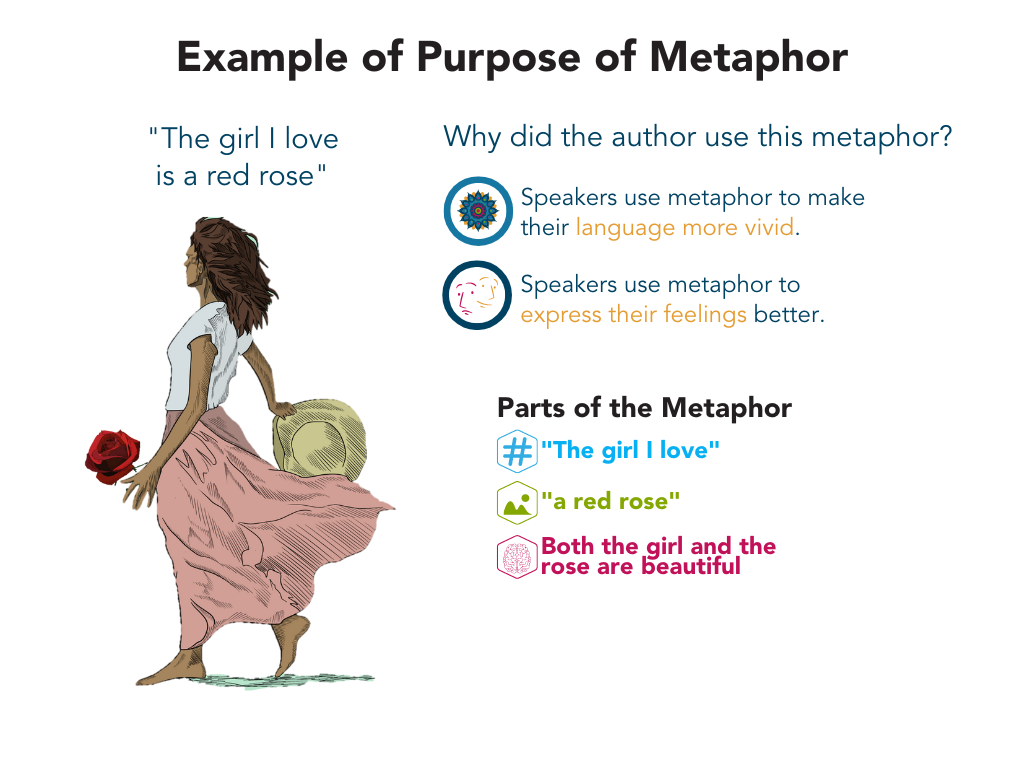 Example of Purpose of Metaphor
"The girl I love
is a red rose"
Why did the author use this metaphor?
Speakers use metaphor to make
their language more vivid.
Speakers use metaphor to
express their feelings better.
Parts of the Metaphor
"The girl I love"
"a red rose"
Both the girl and the
rose are beautiful